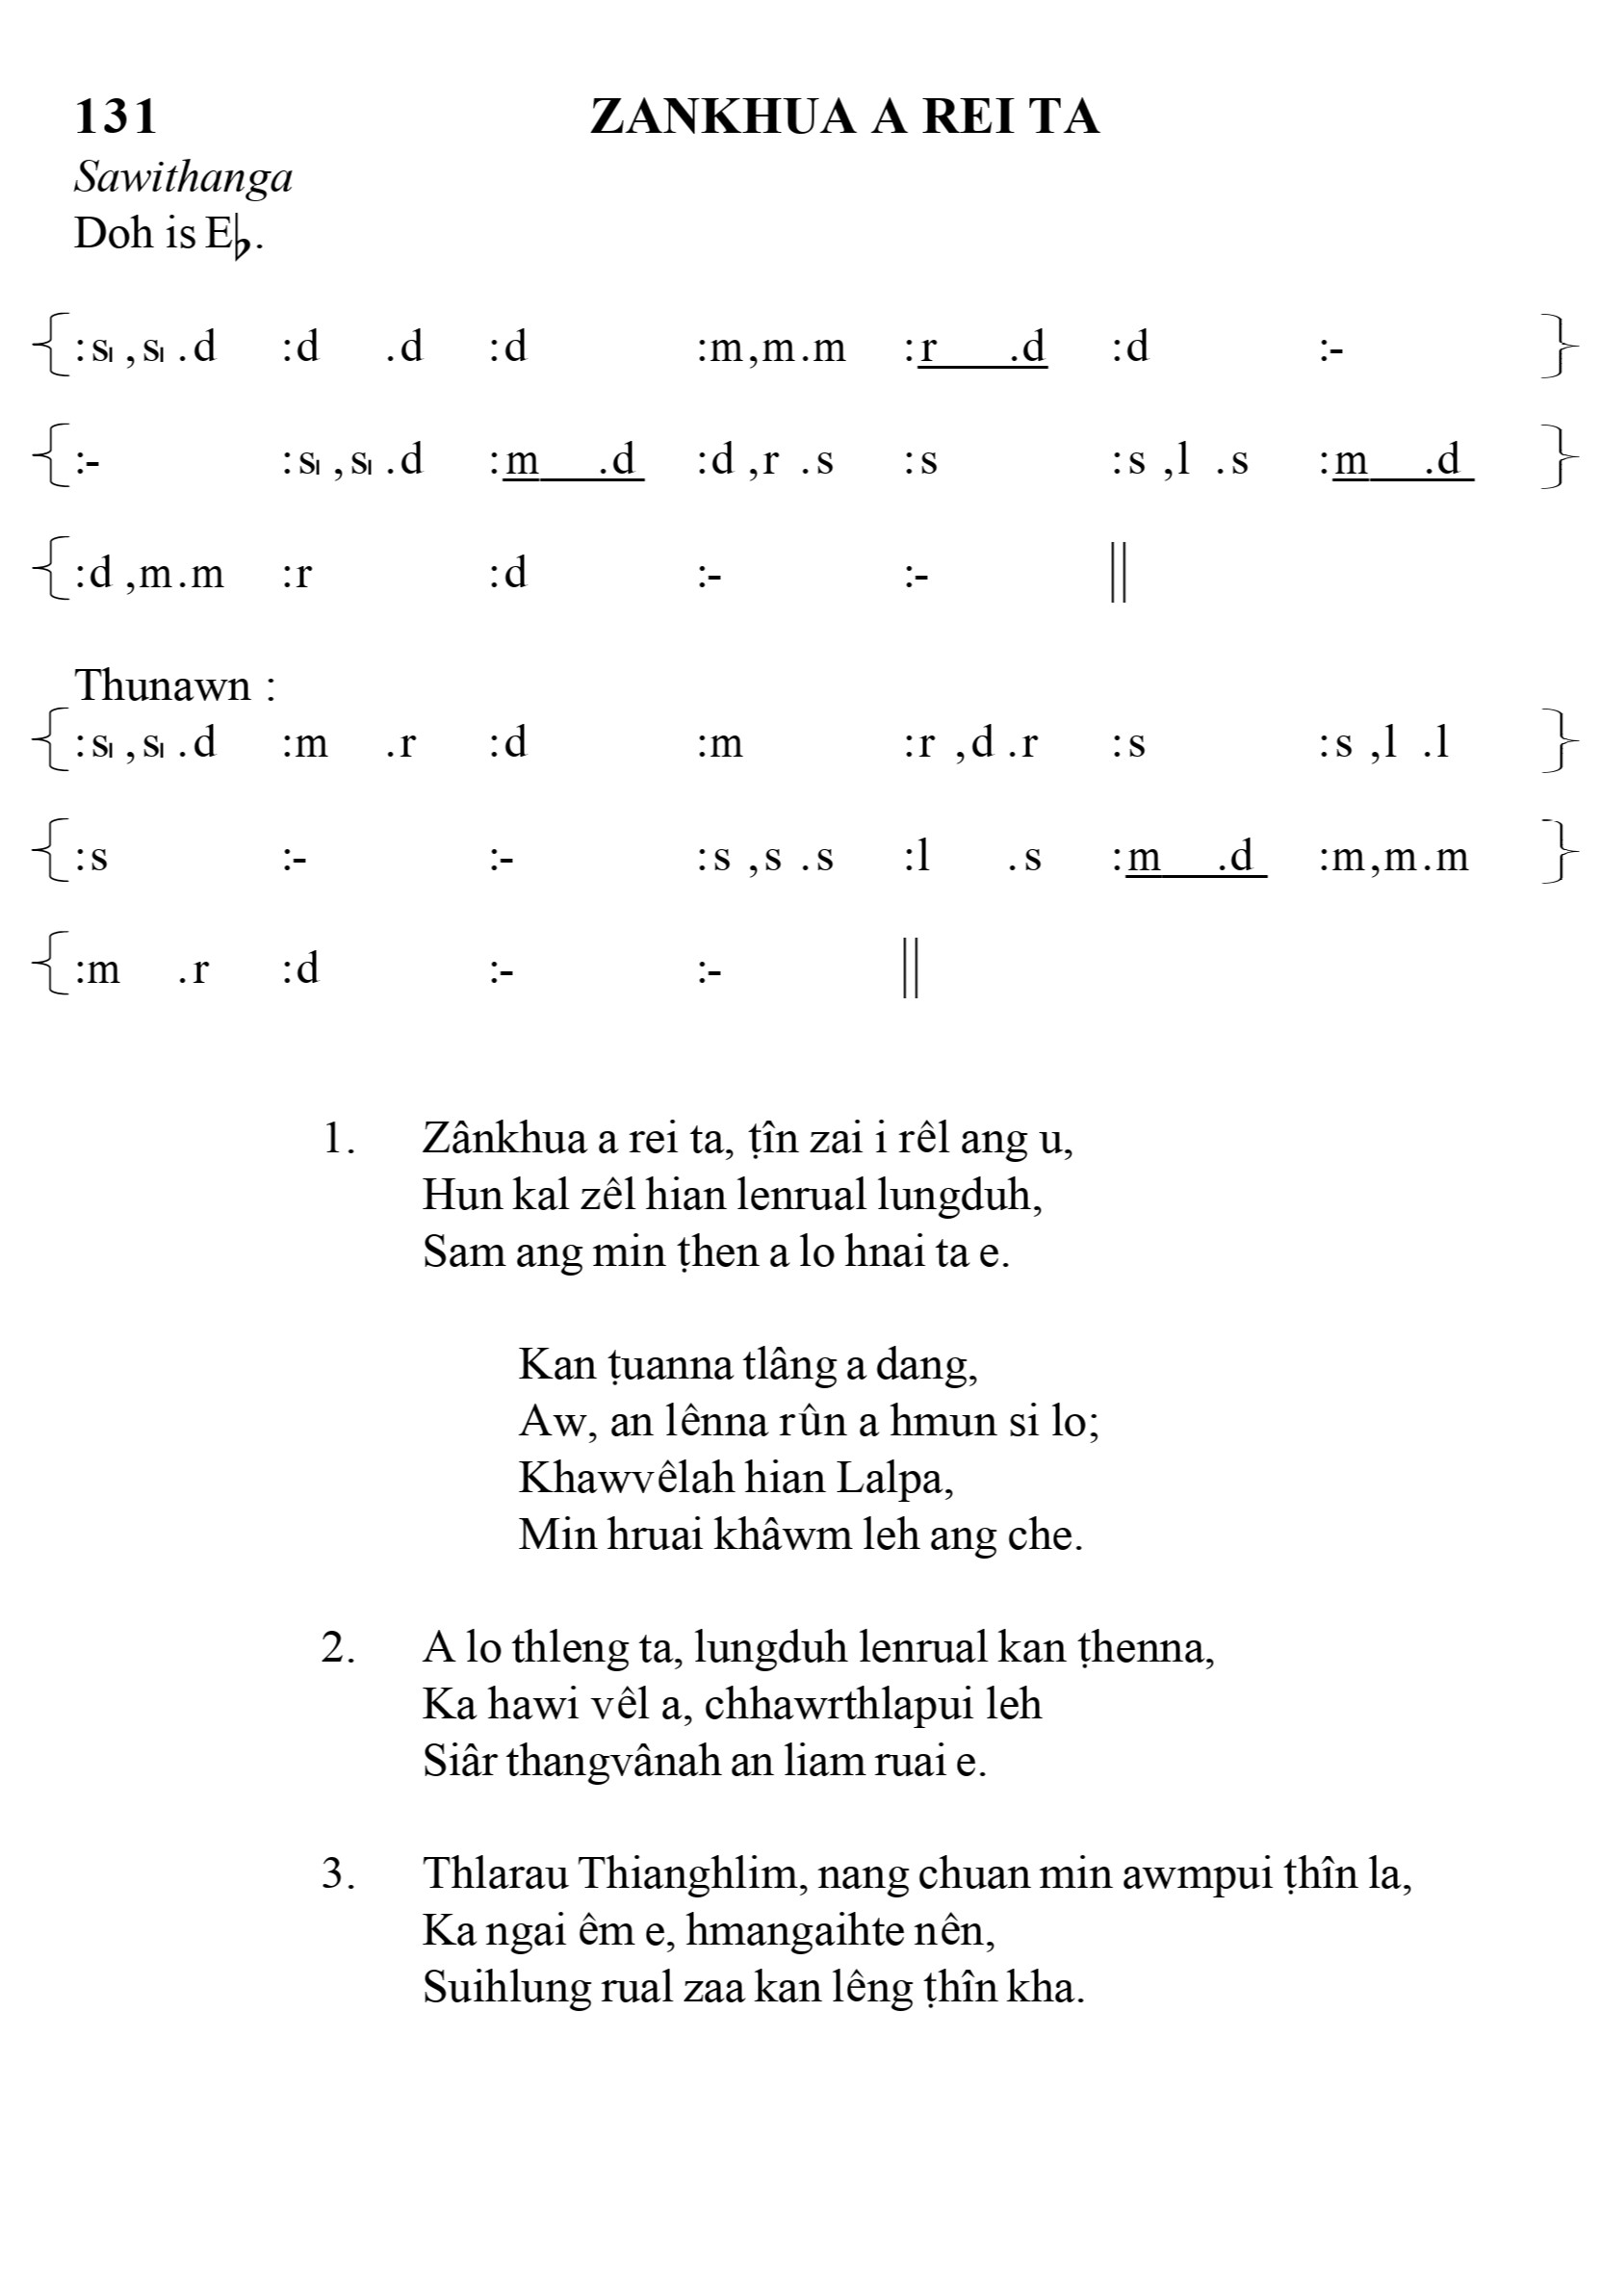 131 ZANKHUA A REI TA
Sawithanga
Doh is E♭.
{ :s₁ ,s₁ .d :d .d :d :m,m.m :r .d :d :- }
{ :- :s₁ ,s₁ .d :m .d :d ,r .s :s :s ,l .s :m .d }
{ :d ,m.m :r :d :- :- ||
Thunawn :
{ :s₁ ,s₁ .d :m .r :d :m :r ,d .r :s :s ,l .l }
{ :s :- :- :s ,s .s :l .s :m .d :m,m.m }
{ :m .r :d :- :- ||
1. Zânkhua a rei ta, ṭîn zai i rêl ang u,
Hun kal zêl hian lenrual lungduh,
Sam ang min ṭhen a lo hnai ta e.
Kan ṭuanna tlâng a dang,
Aw, an lênna rûn a hmun si lo;
Khawvêlah hian Lalpa,
Min hruai khâwm leh ang che.
2. A lo thleng ta, lungduh lenrual kan ṭhenna,
Ka hawi vêl a, chhawrthlapui leh
Siâr thangvânah an liam ruai e.
3. Thlarau Thianghlim, nang chuan min awmpui ṭhîn la,
Ka ngai êm e, hmangaihte nên,
Suihlung rual zaa kan lêng ṭhîn kha.